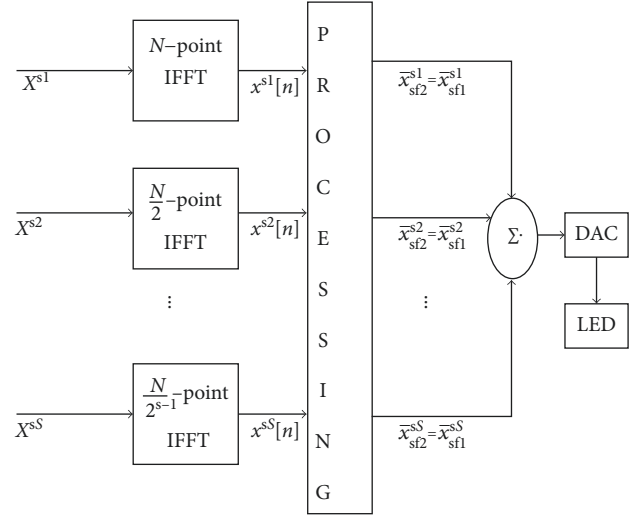 N–point
IFFT
X^{s1}
x^{s1}[n]
N/2 –point
IFFT
X^{s2}
x^{s2}[n]
⋮
N/2^{s–1} –point
IFFT
X^{sS}
x^{sS}[n]
P
R
O
C
E
S
S
I
N
G
x̅^{s1}_{sf2}=x̅^{s1}_{sf1}
x̅^{s2}_{sf2}=x̅^{s2}_{sf1}
⋮
x̅^{sS}_{sf2}=x̅^{sS}_{sf1}
Σ·
DAC
LED